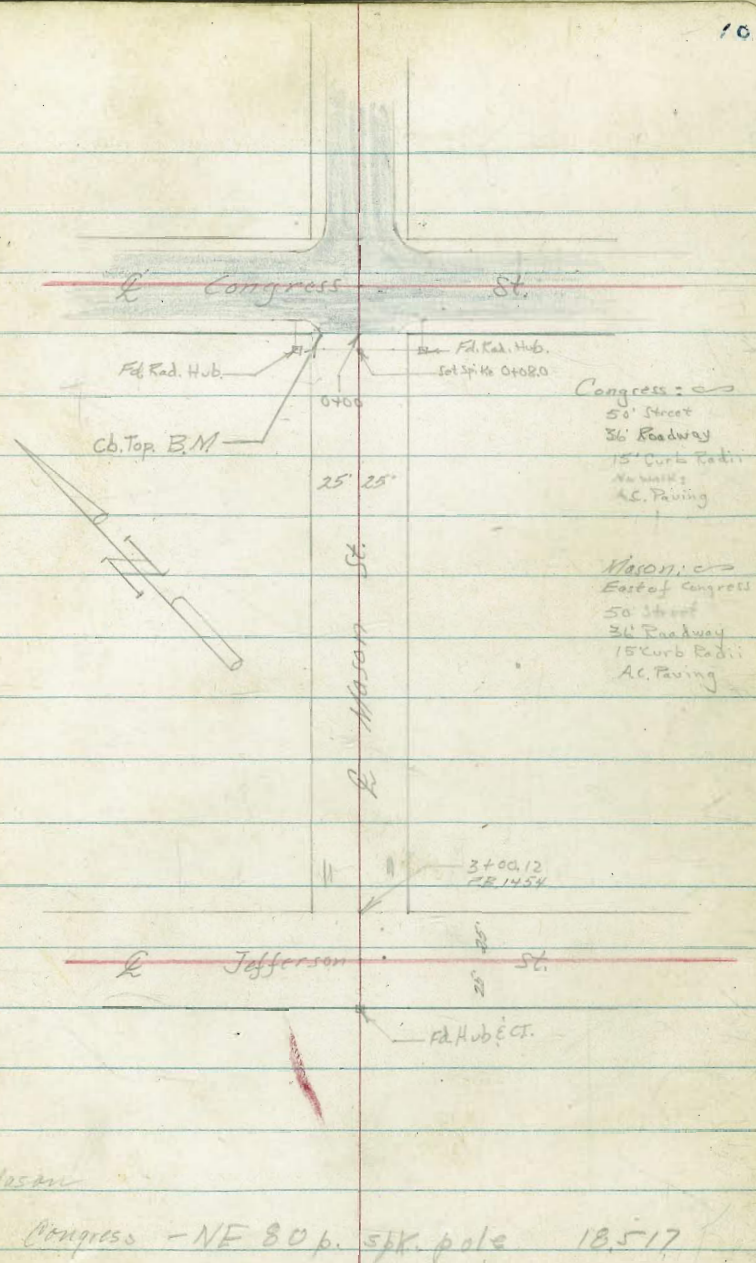 10
℄ Congress St.
Fd. Rad. Hub.
Fd. Rad. Hub.
Set Spike 0+08.0
0+00
Cb. Top. B.M
25' 25'
Congress:
50' Street
36' Roadway
15' Curb Radii
No walks
A.C. Paving
N
℄ Mason St.
Mason:
East of Congress
50 Street
36' Roadway
15' Curb Radii
A.C. Paving
3+00.12
1454
℄ Jefferson St.
25' 25'
Fd. Hub & CT.
Mason
Congress - NE 80 p. spk. pole 18.517